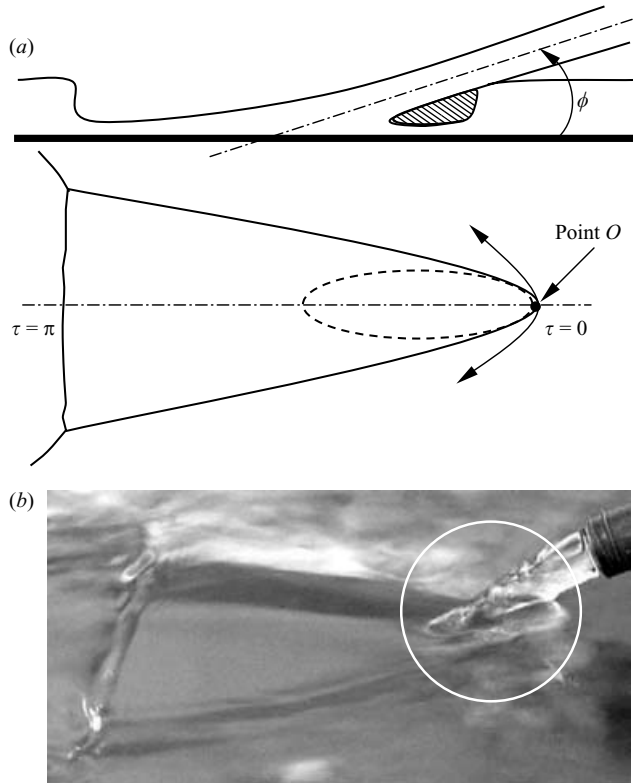 (a)
ϕ
Point O
τ = π
τ = 0
(b)